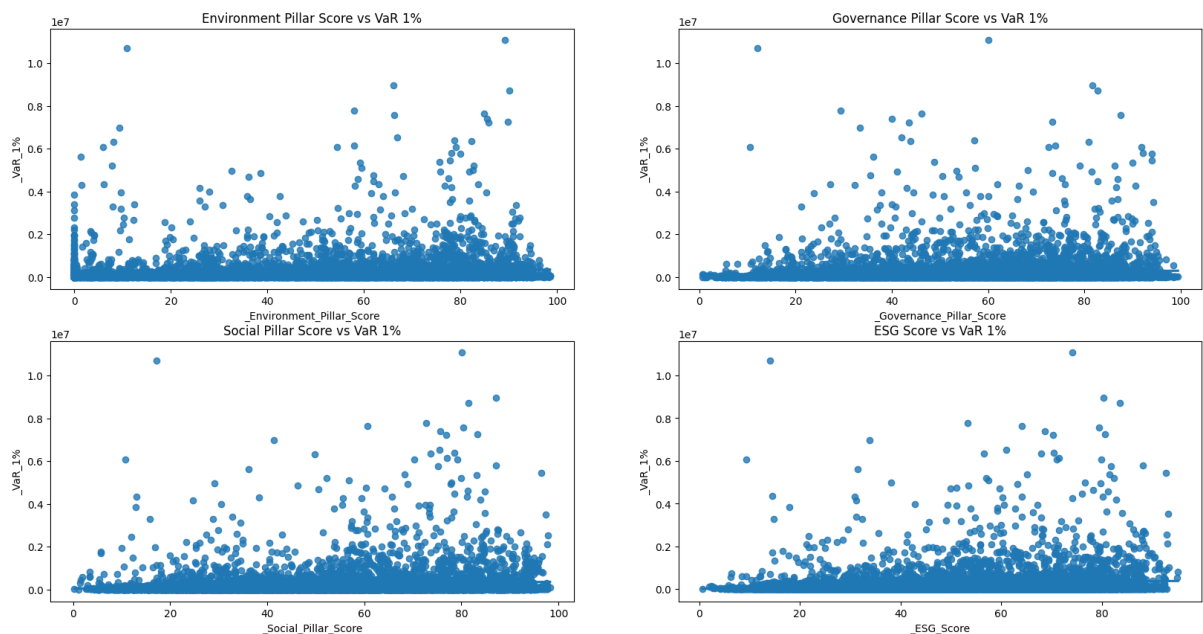 Environment Pillar Score vs VaR 1%
1e7
1.0
0.8
0.6
0.4
0.2
0.0
_VaR_1%
0 20 40 60 80 100
_Environment_Pillar_Score
Governance Pillar Score vs VaR 1%
1e7
1.0
0.8
0.6
0.4
0.2
0.0
_VaR_1%
0 20 40 60 80 100
_Governance_Pillar_Score
Social Pillar Score vs VaR 1%
1e7
1.0
0.8
0.6
0.4
0.2
0.0
_VaR_1%
0 20 40 60 80 100
_Social_Pillar_Score
ESG Score vs VaR 1%
1e7
1.0
0.8
0.6
0.4
0.2
0.0
_VaR_1%
0 20 40 60 80
_ESG_Score